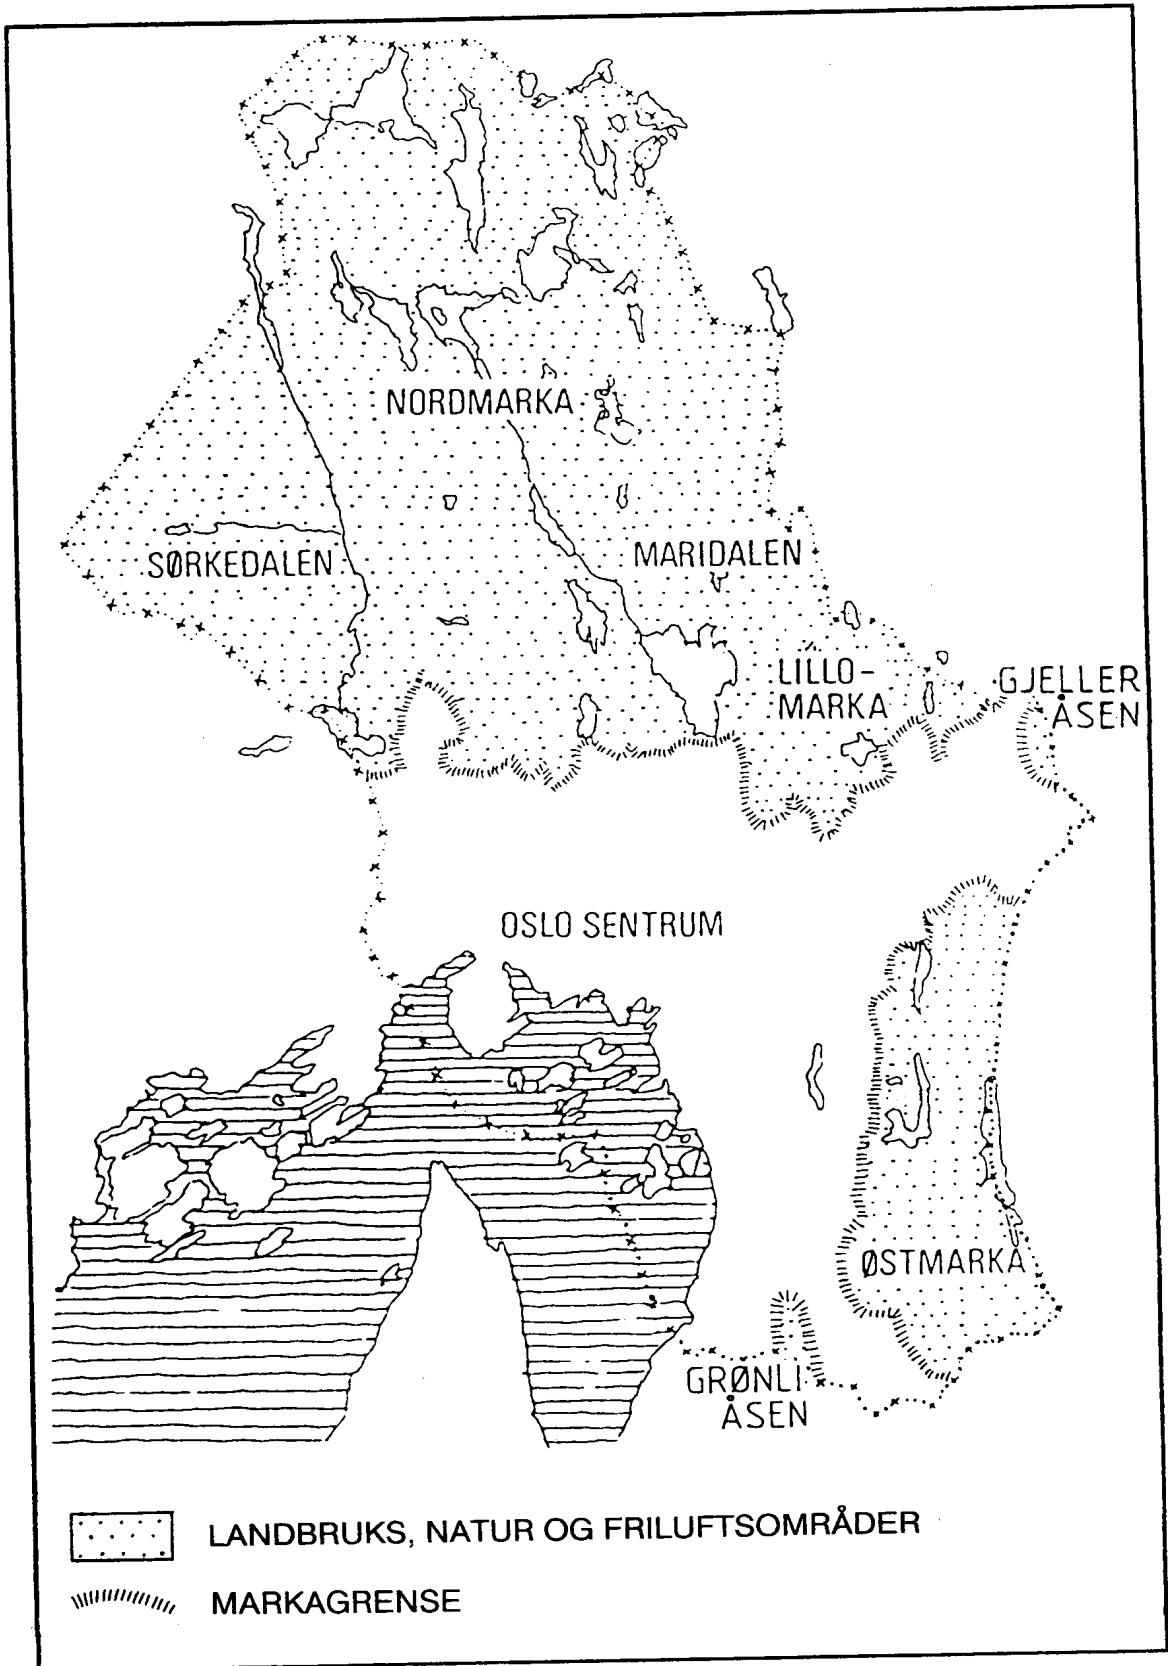 NORDMARKA
SØRKEDALEN
MARIDALEN
LILLO-
MARKA
GJELLER
ÅSEN
OSLO SENTRUM
ØSTMARKA
GRØNLI
ÅSEN
LANDBRUKS, NATUR OG FRILUFTSOMRÅDER
MARKAGRENSE